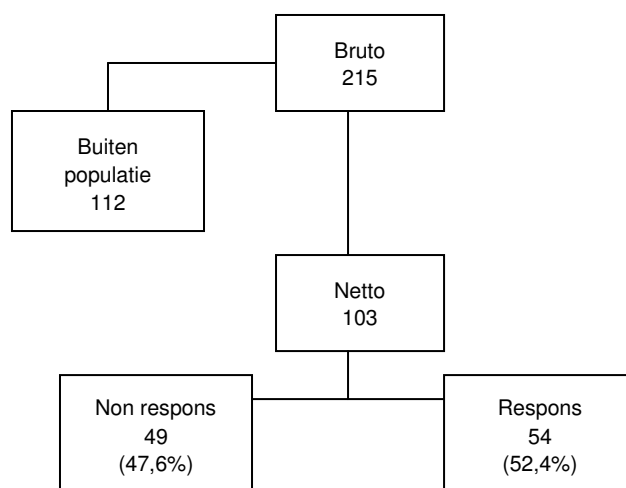 Bruto
215
Buiten
populatie
112
Netto
103
Non respons
49
(47,6%)
Respons
54
(52,4%)